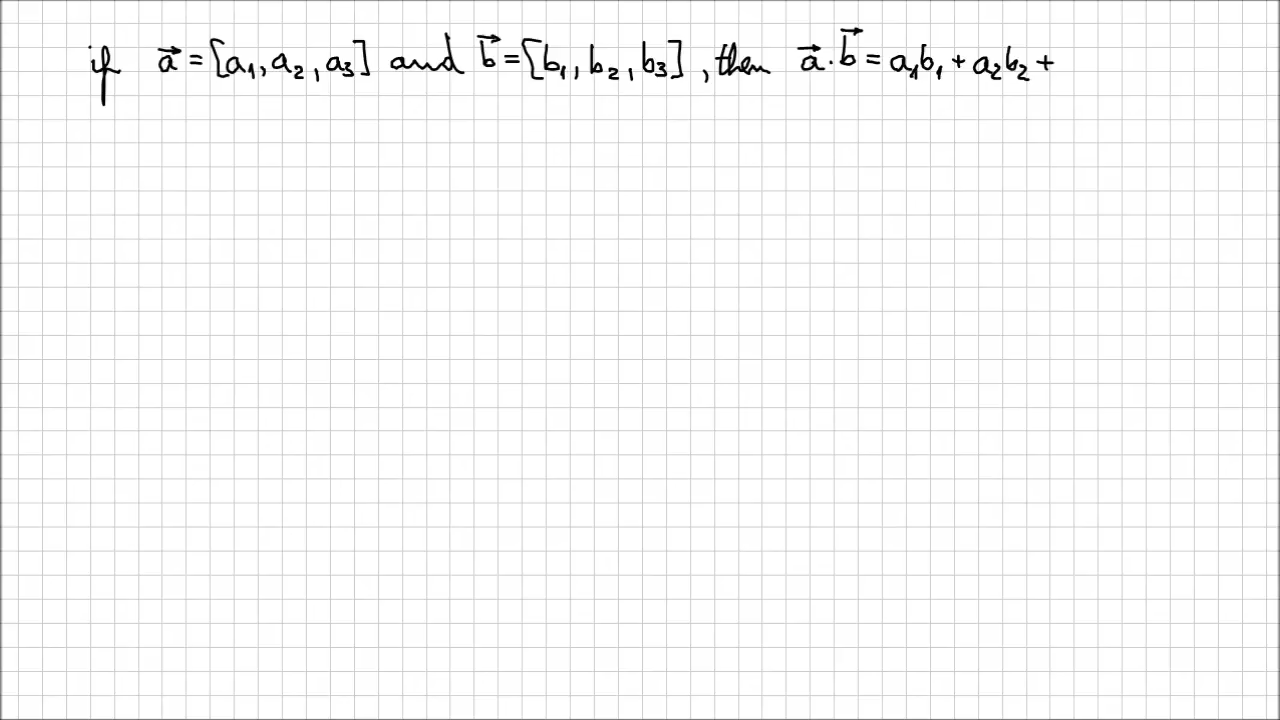 if a⃗ = [a₁, a₂, a₃] and b⃗ = [b₁, b₂, b₃], then a⃗ · b⃗ = a₁b₁ + a₂b₂ +